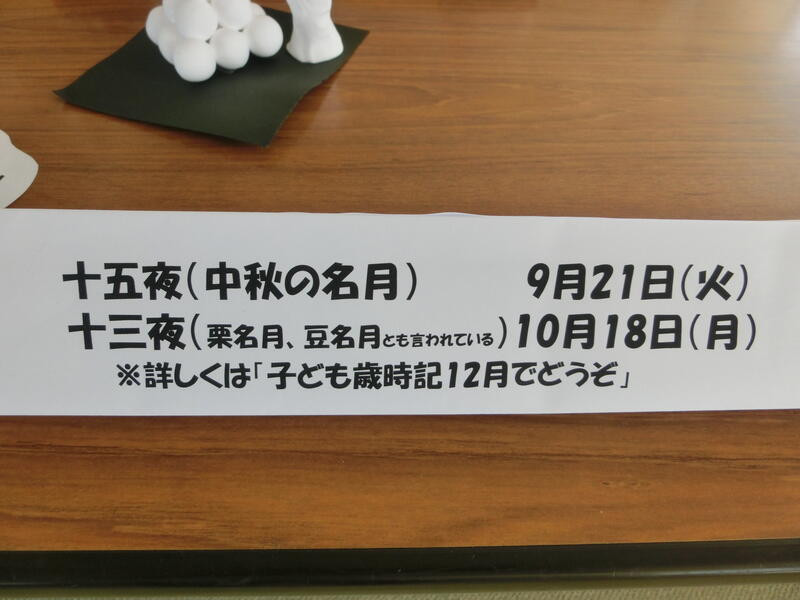 十五夜(中秋の名月) 9月21日(火)
十三夜(栗名月、豆名月とも言われている)10月18日(月)
※詳しくは「子ども歳時記12月でどうぞ」